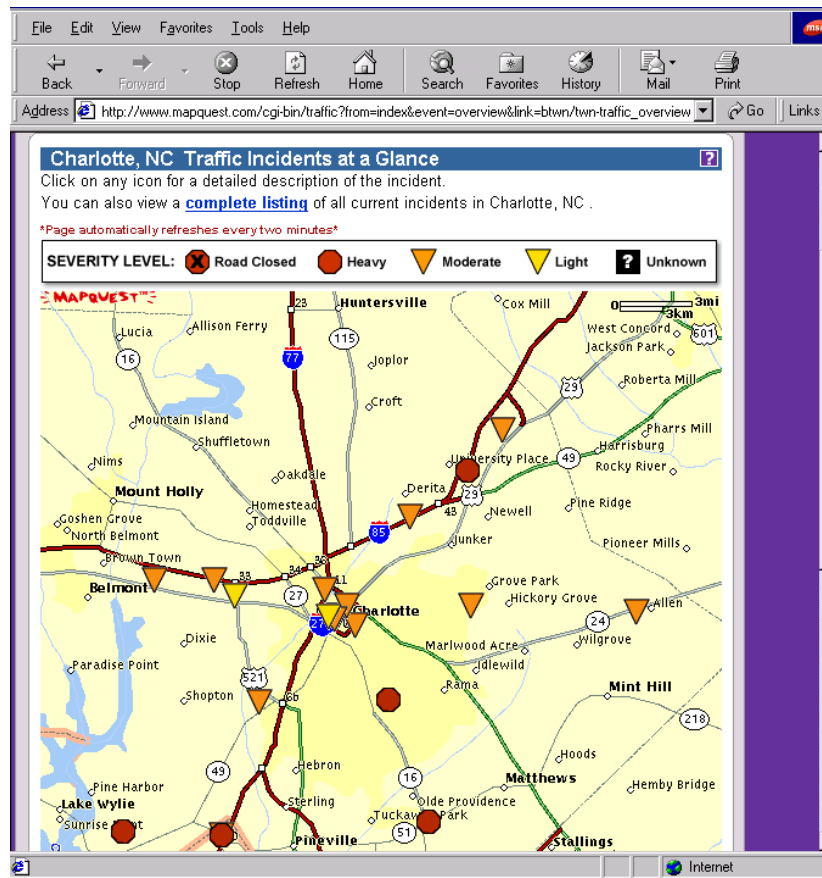 File Edit View Favorites Tools Help
msn
Back Forward Stop Refresh Home Search Favorites History Mail Print
Address http://www.mapquest.com/cgi-bin/traffic?from=index&event=overview&link=btwn/twn-traffic_overview Go Links
Charlotte, NC Traffic Incidents at a Glance ?
Click on any icon for a detailed description of the incident.
You can also view a complete listing of all current incidents in Charlotte, NC .
*Page automatically refreshes every two minutes*
SEVERITY LEVEL: X Road Closed Heavy Moderate Light ? Unknown
MAPQUEST
23 Huntersville Cox Mill 0 3mi
3km
Lucia Allison Ferry 115 West Concord 601
16 77 Joplor Jackson Park
29 Roberta Mill
Croft
Mountain Island Pharrs Mill
Shuffletown Harrisburg
Nims University Place 49 Rocky River
Oakdale
Mount Holly Derita 29
Homestead 43 Newell Pine Ridge
Goshen Grove Toddville
North Belmont 85 Junker Pioneer Mills
Brown Town 36
33 34 11 Grove Park
Belmont 27 Hickory Grove Allen
Charlotte 24
27
Dixie Marlwood Acre Wilgrove
Paradise Point Idlewild
521 Rama
Shopton 6b Mint Hill
218
Hoods
49 Hebron 16
Pine Harbor Matthews Hemby Bridge
Lake Wylie Sterling Olde Providence
Sunrise Point Tuckaw Park
51
Pineville Stallings
Internet